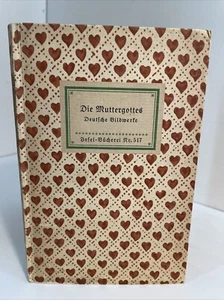 Die Muttergottes
Deutsche Bildwerke
Insel-Bücherei Nr. 517